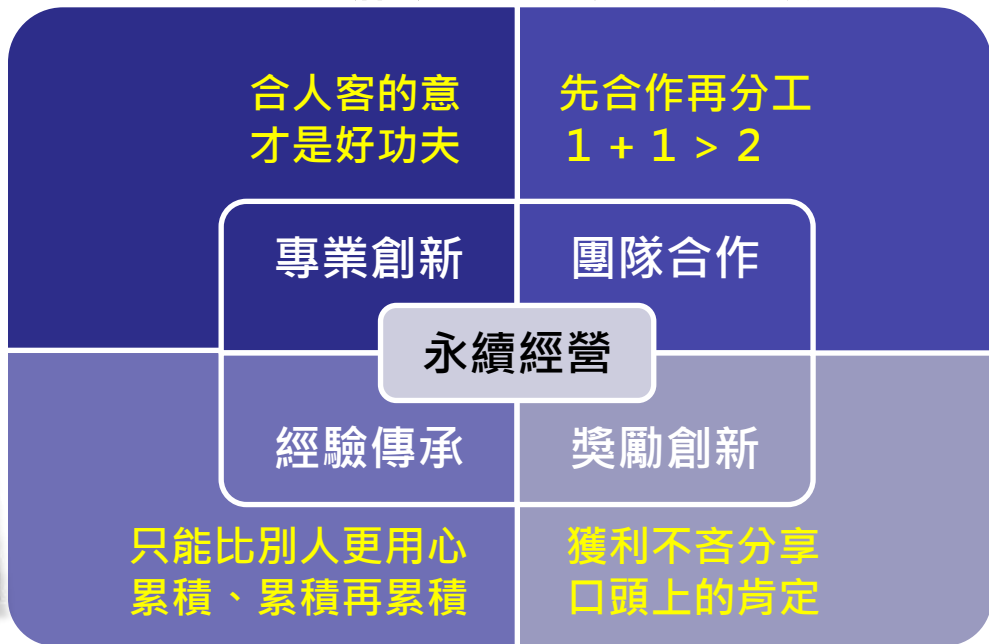 合人客的意
才是好功夫
先合作再分工
1 + 1 > 2
專業創新
團隊合作
永續經營
經驗傳承
獎勵創新
只能比別人更用心
累積、累積再累積
獲利不吝分享
口頭上的肯定